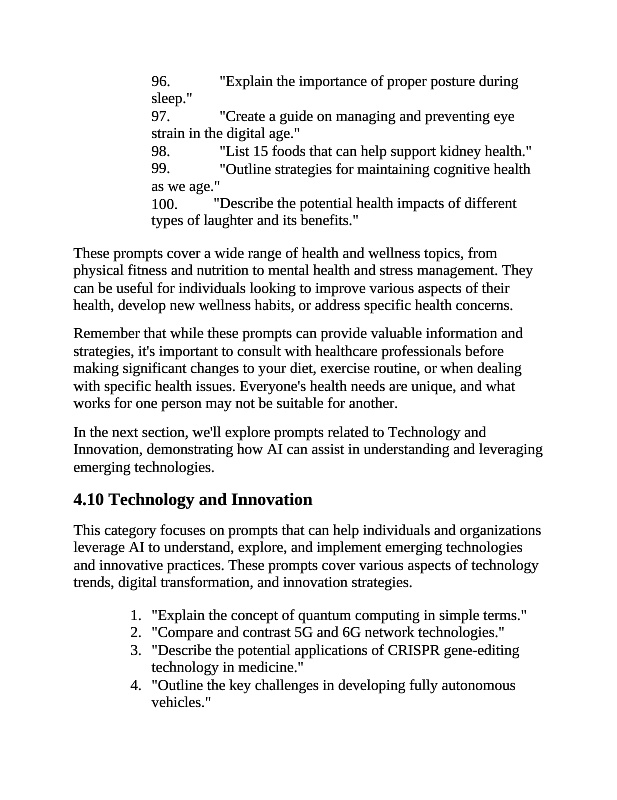 96. "Explain the importance of proper posture during
sleep."
97. "Create a guide on managing and preventing eye
strain in the digital age."
98. "List 15 foods that can help support kidney health."
99. "Outline strategies for maintaining cognitive health
as we age."
100. "Describe the potential health impacts of different
types of laughter and its benefits."
These prompts cover a wide range of health and wellness topics, from
physical fitness and nutrition to mental health and stress management. They
can be useful for individuals looking to improve various aspects of their
health, develop new wellness habits, or address specific health concerns.
Remember that while these prompts can provide valuable information and
strategies, it's important to consult with healthcare professionals before
making significant changes to your diet, exercise routine, or when dealing
with specific health issues. Everyone's health needs are unique, and what
works for one person may not be suitable for another.
In the next section, we'll explore prompts related to Technology and
Innovation, demonstrating how AI can assist in understanding and leveraging
emerging technologies.
4.10 Technology and Innovation
This category focuses on prompts that can help individuals and organizations
leverage AI to understand, explore, and implement emerging technologies
and innovative practices. These prompts cover various aspects of technology
trends, digital transformation, and innovation strategies.
1. "Explain the concept of quantum computing in simple terms."
2. "Compare and contrast 5G and 6G network technologies."
3. "Describe the potential applications of CRISPR gene-editing
technology in medicine."
4. "Outline the key challenges in developing fully autonomous
vehicles."